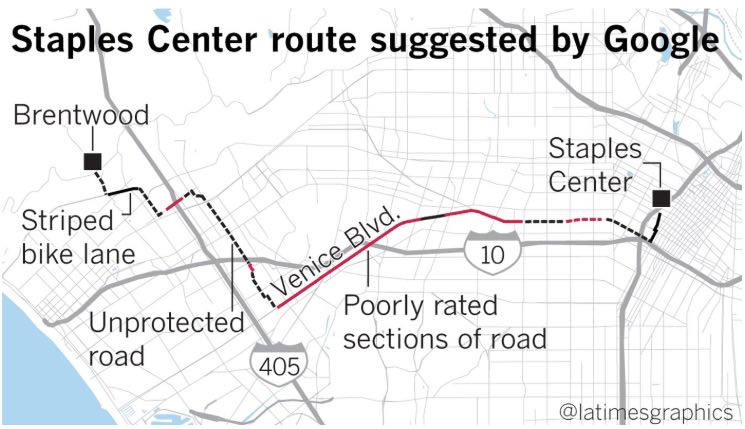 Staples Center route suggested by Google
Brentwood
Staples
Center
Striped
bike lane
Venice Blvd.
10
Unprotected
road
Poorly rated
sections of road
405
@latimesgraphics